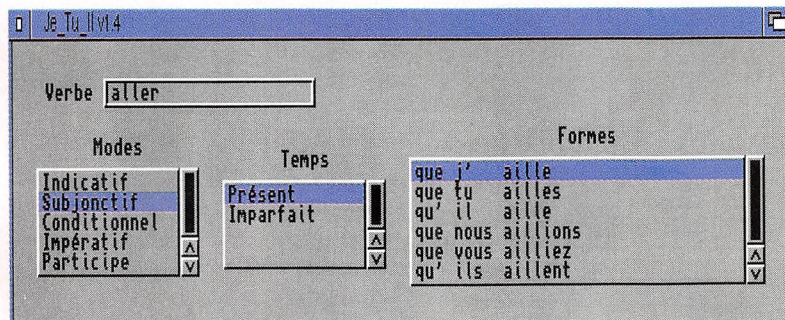 Je_Tu_Il v1.4
Verbe aller
Modes
Indicatif
Subjonctif
Conditionnel
Impératif
Participe
Temps
Présent
Imparfait
Formes
que j' aille
que tu ailles
qu' il aille
que nous aillions
que vous ailliez
qu' ils aillent